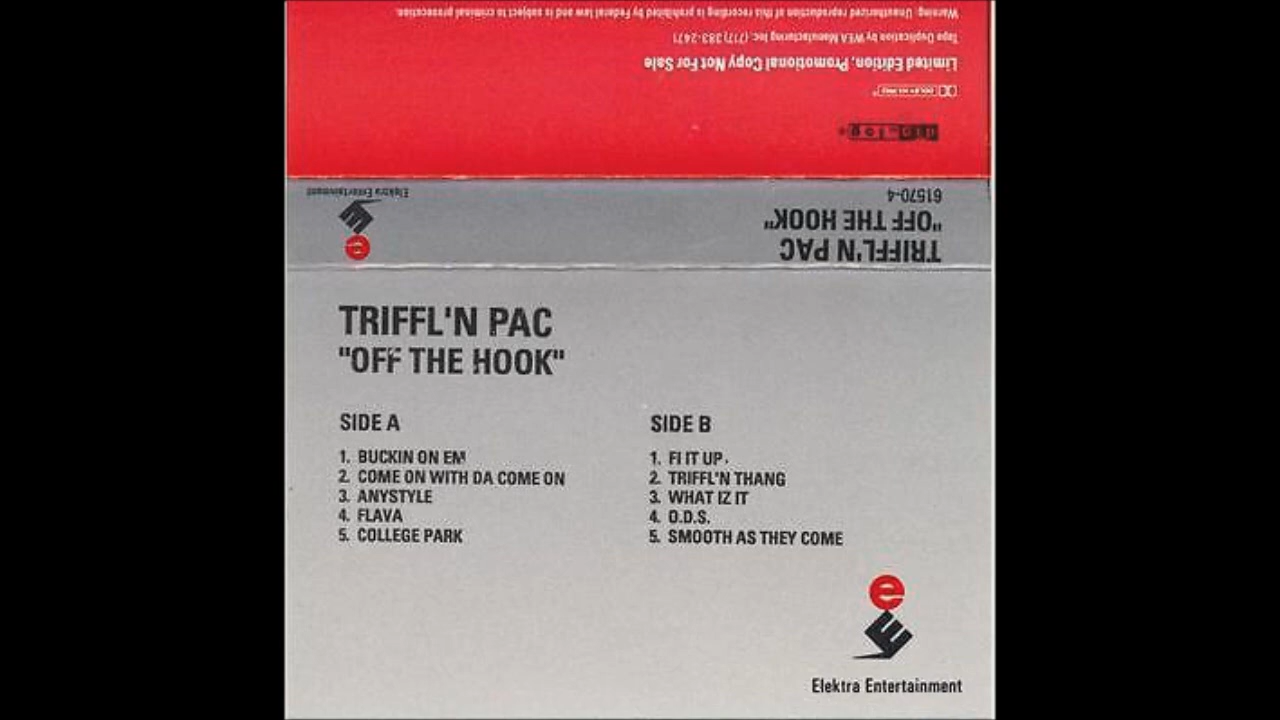 Warning: Unauthorized reproduction of this recording is prohibited by Federal law and is subject to criminal prosecution.
Tape Duplication by WEA Manufacturing Inc. (717) 383-2471
Limited Edition, Promotional Copy Not For Sale
DOLBY HX PRO
61570-4
"OFF THE HOOK"
TRIFFL'N PAC
Elektra Entertainment
e
E
TRIFFL'N PAC
"OFF THE HOOK"
SIDE A
1. BUCKIN ON EM
2. COME ON WITH DA COME ON
3. ANYSTYLE
4. FLAVA
5. COLLEGE PARK
SIDE B
1. FI IT UP.
2. TRIFFL'N THANG
3. WHAT IZ IT
4. O.D.S.
5. SMOOTH AS THEY COME
e
E
Elektra Entertainment